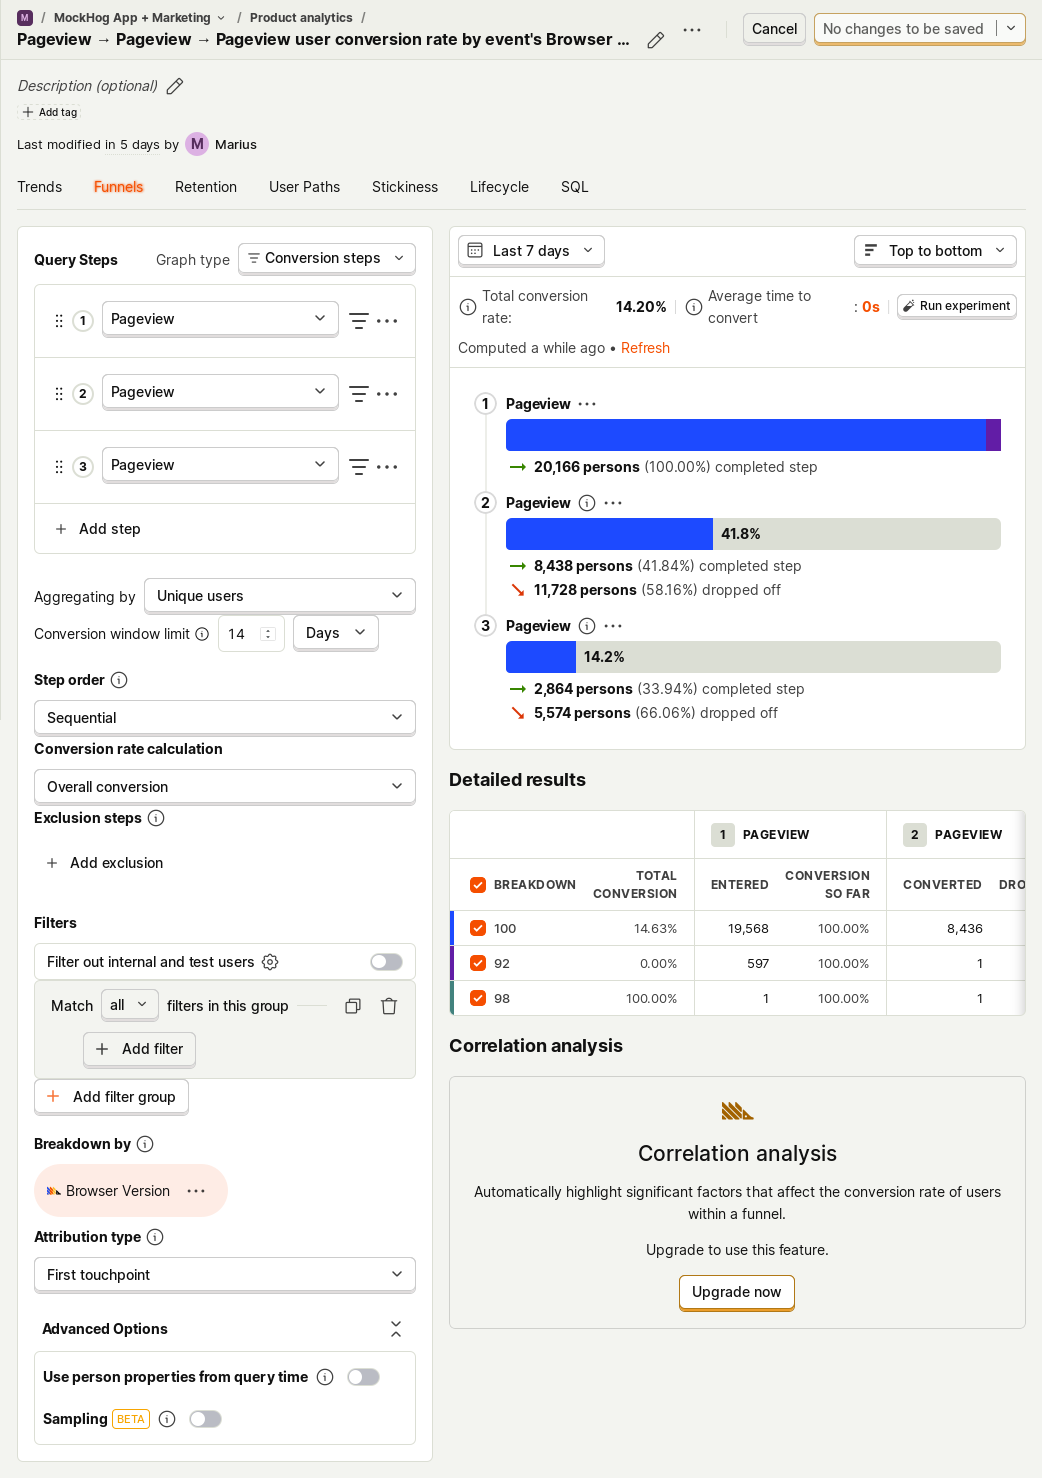 M / MockHog App + Marketing / Product analytics /
Pageview → Pageview → Pageview user conversion rate by event's Browser ...
Cancel
No changes to be saved
Description (optional)
Add tag
Last modified in 5 days by M Marius
Trends Funnels Retention User Paths Stickiness Lifecycle SQL
Query Steps
Graph type Conversion steps
1 Pageview
2 Pageview
3 Pageview
Add step
Aggregating by Unique users
Conversion window limit 14 Days
Step order
Sequential
Conversion rate calculation
Overall conversion
Exclusion steps
Add exclusion
Filters
Filter out internal and test users
Match all filters in this group
Add filter
Add filter group
Breakdown by
Browser Version
Attribution type
First touchpoint
Advanced Options
Use person properties from query time
Sampling BETA
Last 7 days
Top to bottom
Total conversion
rate:
14.20%
Average time to
convert
: 0s
Run experiment
Computed a while ago • Refresh
1 Pageview
20,166 persons (100.00%) completed step
2 Pageview
41.8%
8,438 persons (41.84%) completed step
11,728 persons (58.16%) dropped off
3 Pageview
14.2%
2,864 persons (33.94%) completed step
5,574 persons (66.06%) dropped off
Detailed results
1 PAGEVIEW 2 PAGEVIEW
BREAKDOWN
TOTAL
CONVERSION
ENTERED
CONVERSION
SO FAR
CONVERTED DRO
100 14.63% 19,568 100.00% 8,436
92 0.00% 597 100.00% 1
98 100.00% 1 100.00% 1
Correlation analysis
Correlation analysis
Automatically highlight significant factors that affect the conversion rate of users
within a funnel.
Upgrade to use this feature.
Upgrade now